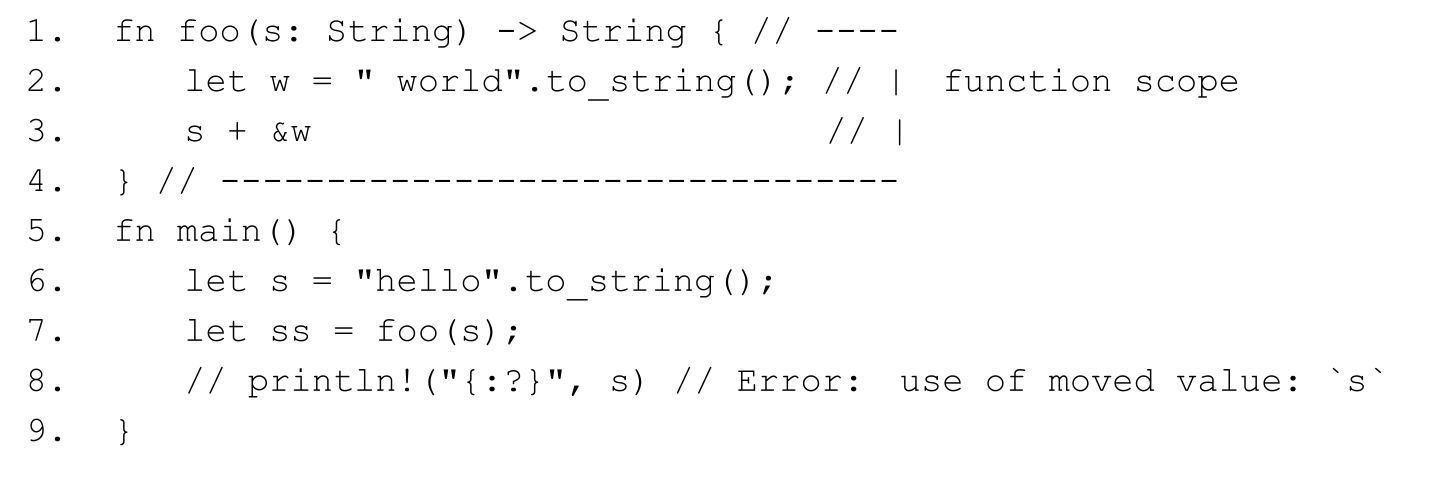 1. fn foo(s: String) -> String { // ----
2.    let w = " world".to_string(); // |  function scope
3.    s + &w                        // |
4. } // --------------------------------
5. fn main() {
6.    let s = "hello".to_string();
7.    let ss = foo(s);
8.    // println!("{:?}", s) // Error: use of moved value: `s`
9. }